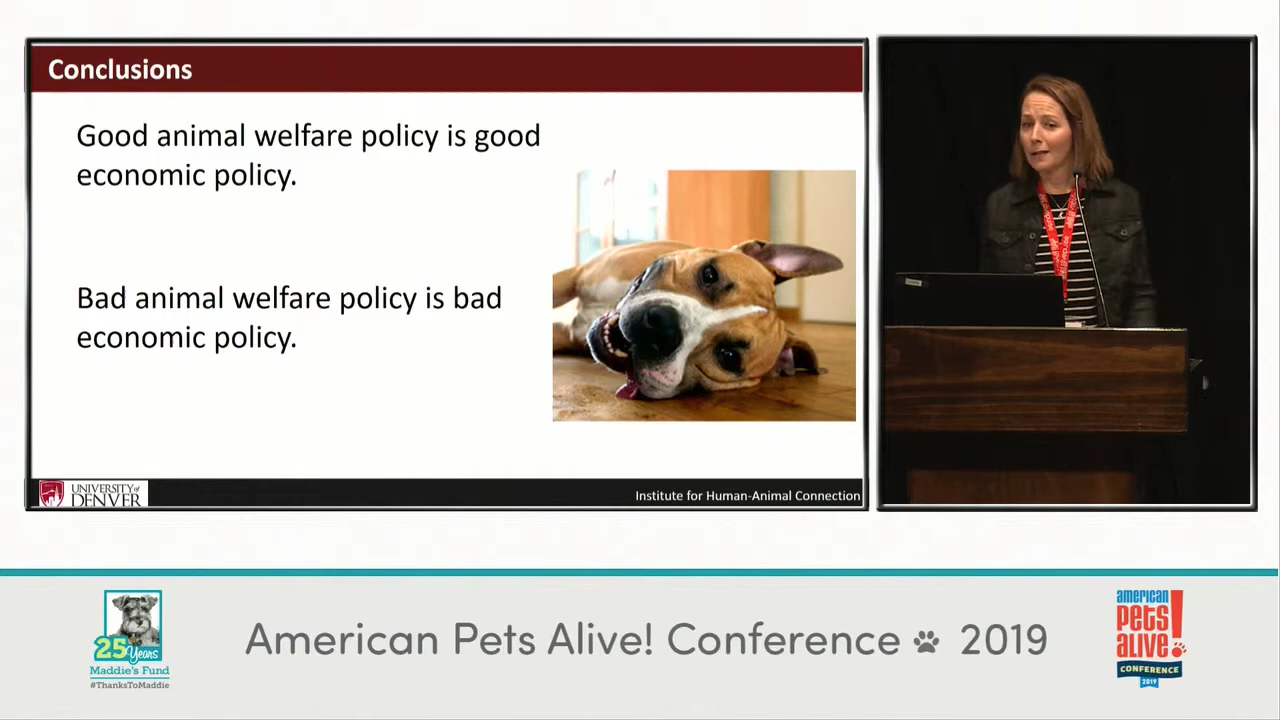 Conclusions
Good animal welfare policy is good
economic policy.
Bad animal welfare policy is bad
economic policy.
UNIVERSITY of
DENVER
Institute for Human-Animal Connection
25 Years
Maddie's Fund
#ThanksToMaddie
American Pets Alive! Conference 2019
american
pets
alive!
CONFERENCE
2019